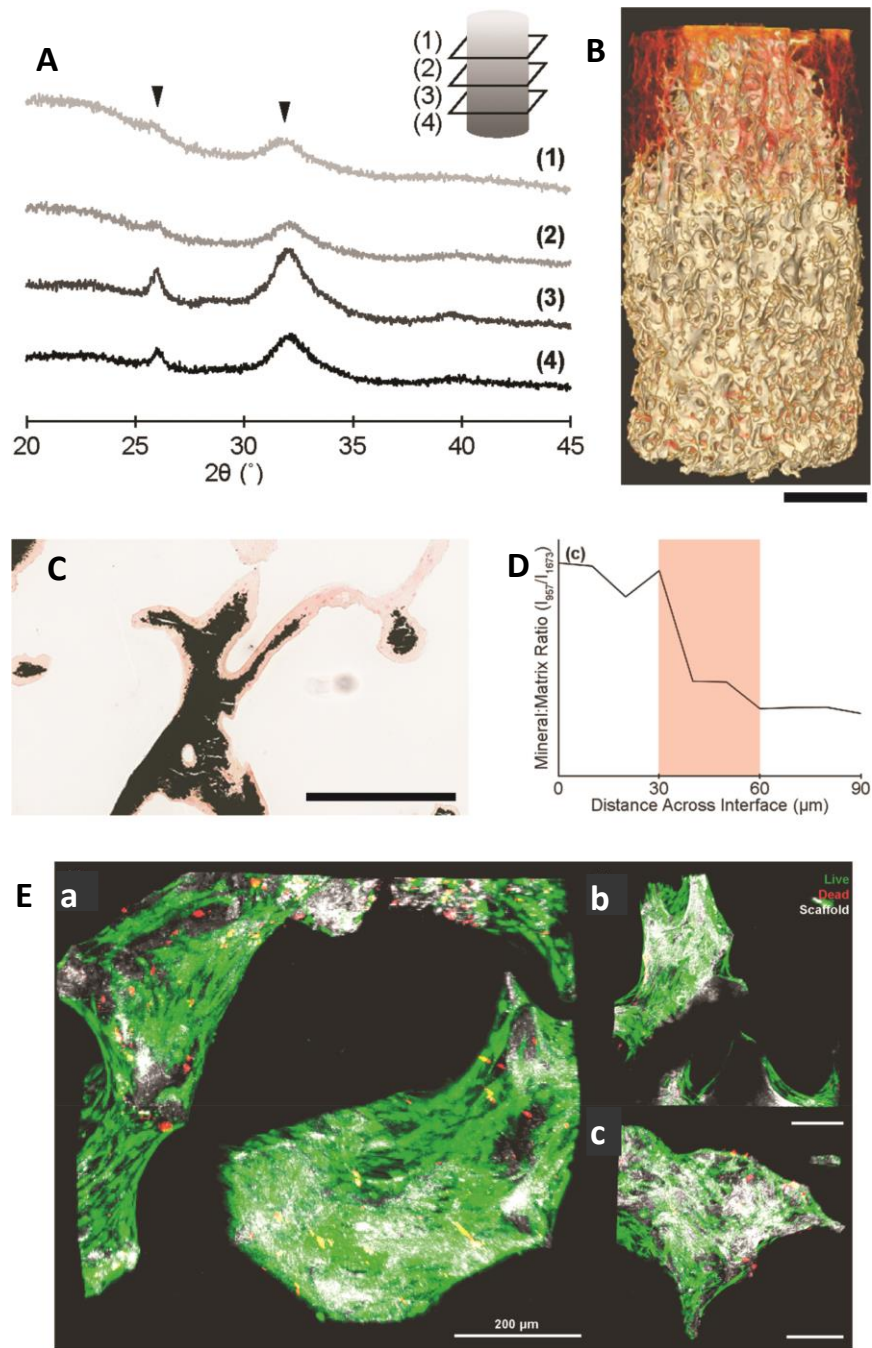 A
(1)
(2)
(3)
(4)
(1)
(2)
(3)
(4)
20 25 30 35 40 45
2θ (°)
B
C
D
(c)
Mineral:Matrix Ratio (I957/I1673)
0 30 60 90
Distance Across Interface (µm)
E
a
b
c
Live
Dead
Scaffold
200 µm